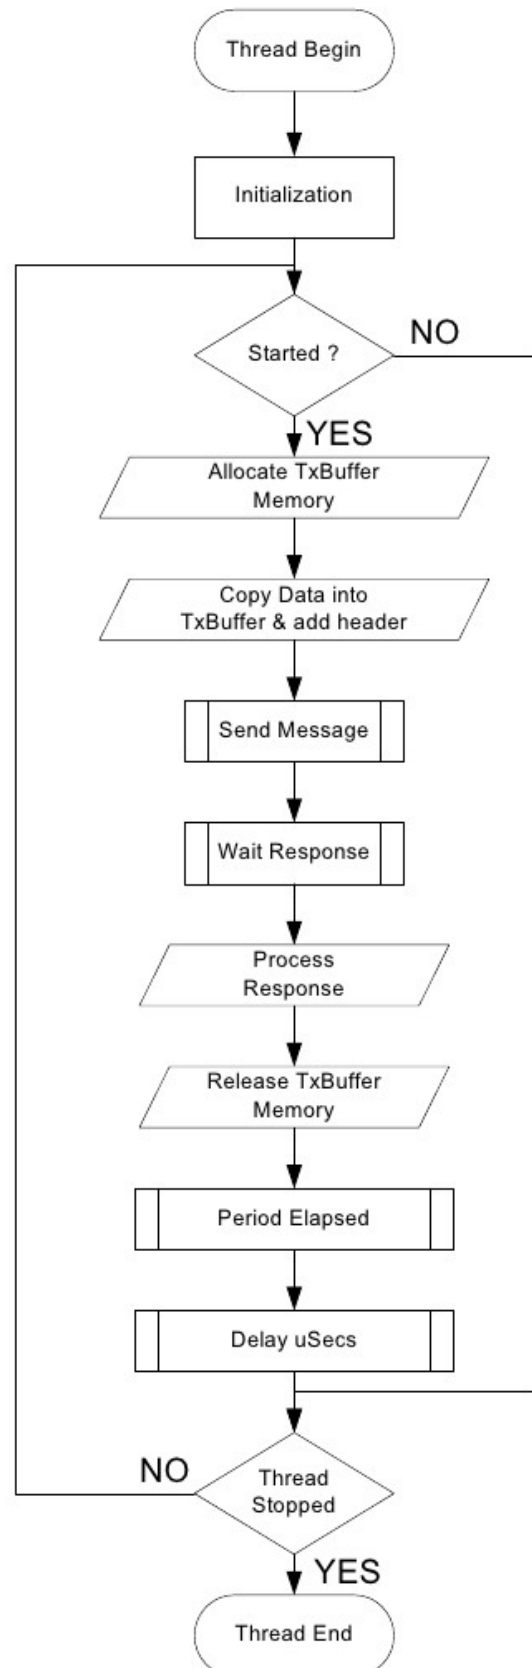 Thread Begin
Initialization
Started ?
NO
YES
Allocate TxBuffer
Memory
Copy Data into
TxBuffer & add header
Send Message
Wait Response
Process
Response
Release TxBuffer
Memory
Period Elapsed
Delay uSecs
NO
Thread
Stopped
YES
Thread End